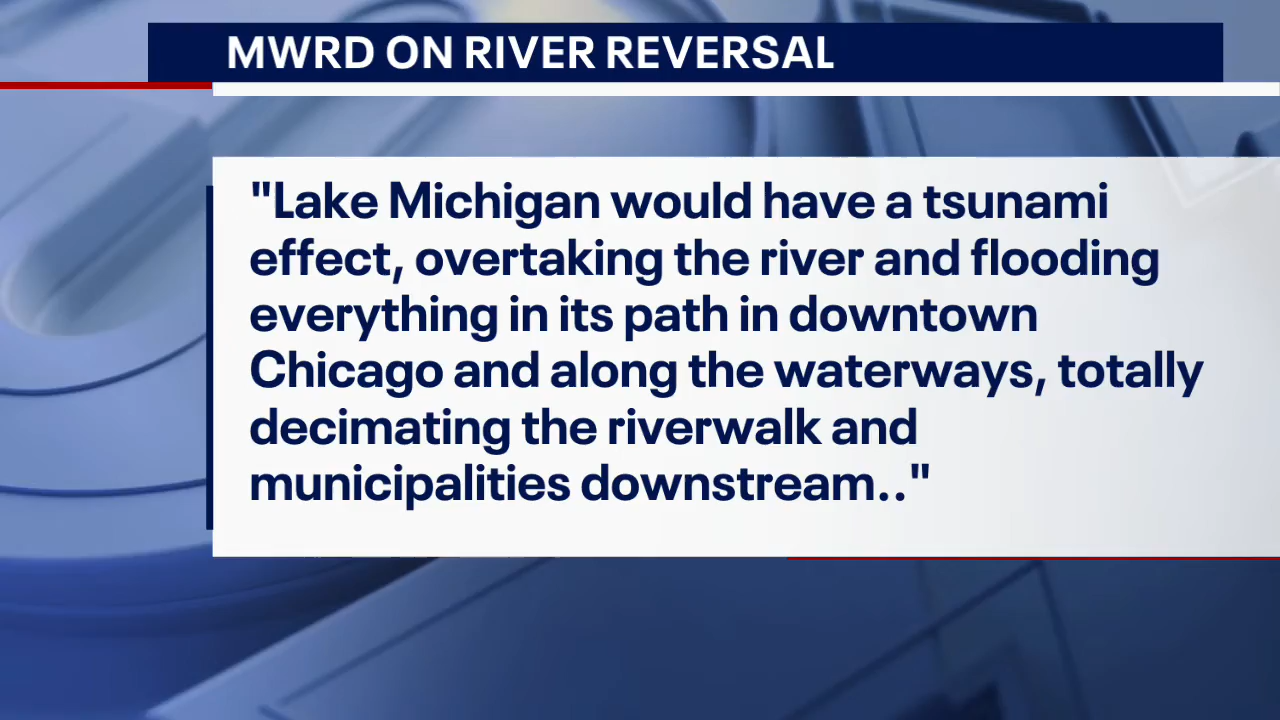 MWRD ON RIVER REVERSAL
"Lake Michigan would have a tsunami
effect, overtaking the river and flooding
everything in its path in downtown
Chicago and along the waterways, totally
decimating the riverwalk and
municipalities downstream.."